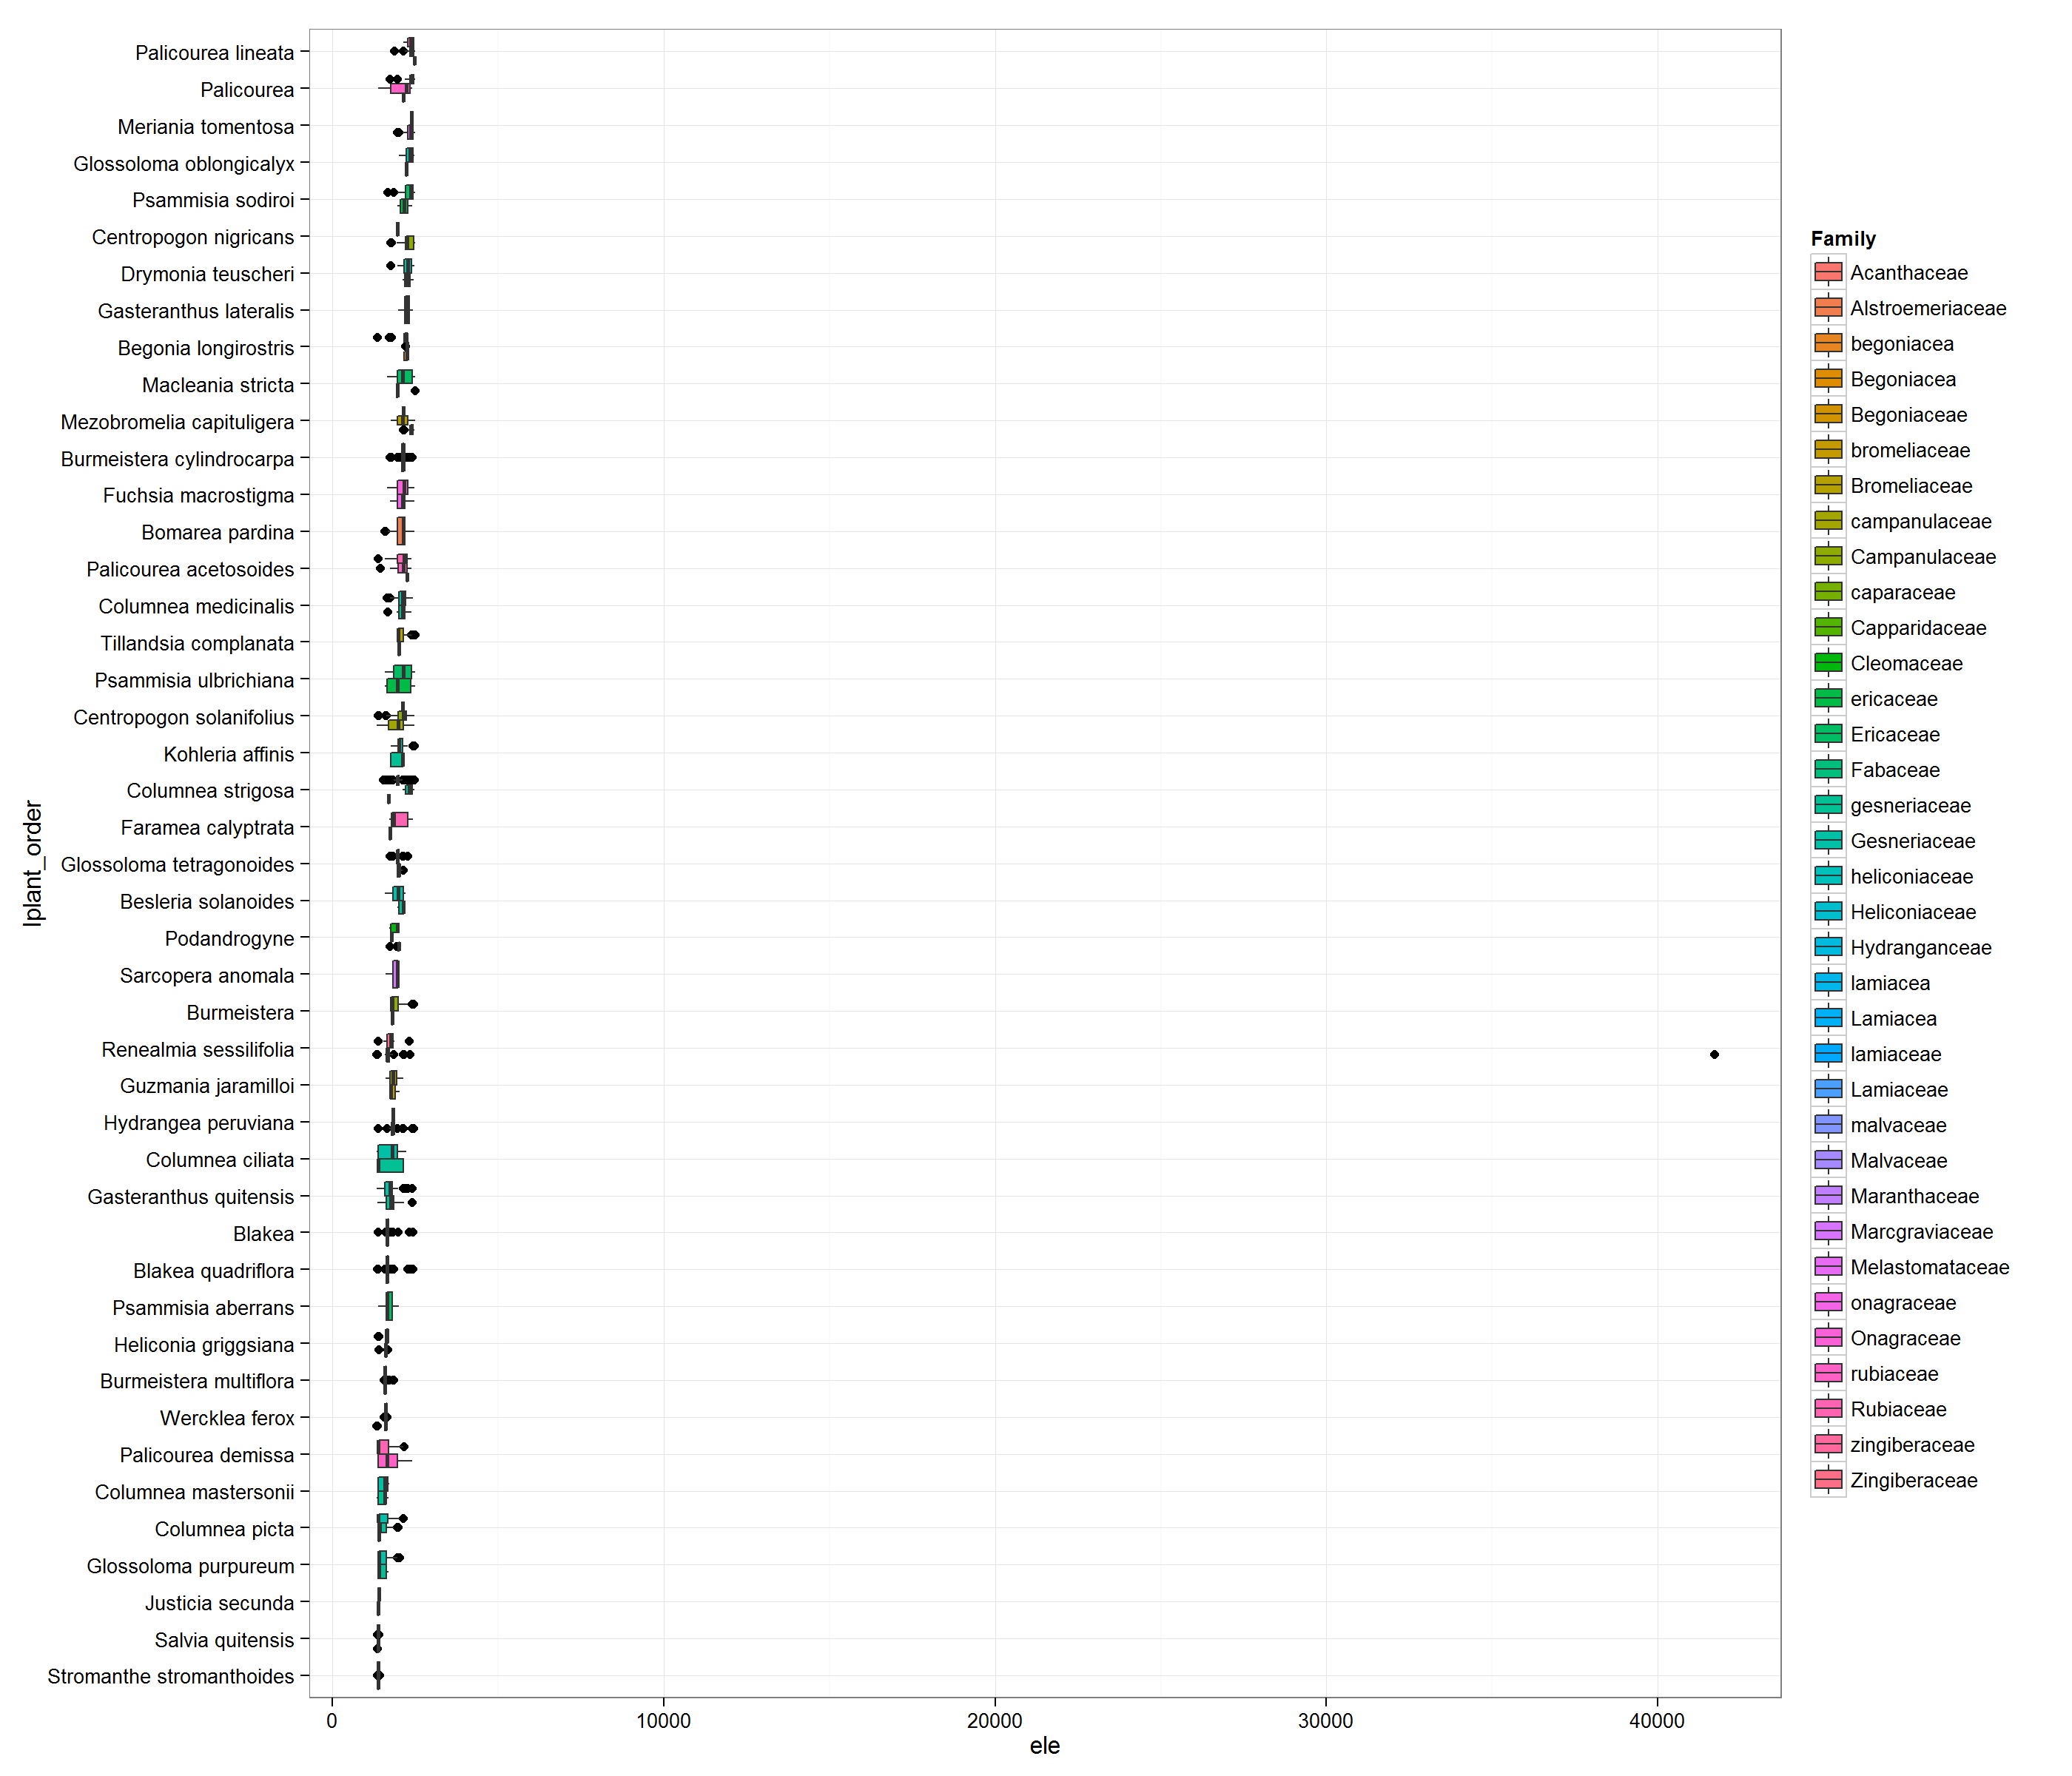 Palicourea lineata
Palicourea
Meriania tomentosa
Glossoloma oblongicalyx
Psammisia sodiroi
Centropogon nigricans
Drymonia teuscheri
Gasteranthus lateralis
Begonia longirostris
Macleania stricta
Mezobromelia capituligera
Burmeistera cylindrocarpa
Fuchsia macrostigma
Bomarea pardina
Palicourea acetosoides
Columnea medicinalis
Tillandsia complanata
Psammisia ulbrichiana
Centropogon solanifolius
Kohleria affinis
Columnea strigosa
Faramea calyptrata
Glossoloma tetragonoides
Besleria solanoides
Podandrogyne
Sarcopera anomala
Burmeistera
Renealmia sessilifolia
Guzmania jaramilloi
Hydrangea peruviana
Columnea ciliata
Gasteranthus quitensis
Blakea
Blakea quadriflora
Psammisia aberrans
Heliconia griggsiana
Burmeistera multiflora
Wercklea ferox
Palicourea demissa
Columnea mastersonii
Columnea picta
Glossoloma purpureum
Justicia secunda
Salvia quitensis
Stromanthe stromanthoides
Iplant_order
0 10000 20000 30000 40000
ele
Family
Acanthaceae
Alstroemeriaceae
begoniacea
Begoniacea
Begoniaceae
bromeliaceae
Bromeliaceae
campanulaceae
Campanulaceae
caparaceae
Capparidaceae
Cleomaceae
ericaceae
Ericaceae
Fabaceae
gesneriaceae
Gesneriaceae
heliconiaceae
Heliconiaceae
Hydranganceae
lamiacea
Lamiacea
lamiaceae
Lamiaceae
malvaceae
Malvaceae
Maranthaceae
Marcgraviaceae
Melastomataceae
onagraceae
Onagraceae
rubiaceae
Rubiaceae
zingiberaceae
Zingiberaceae